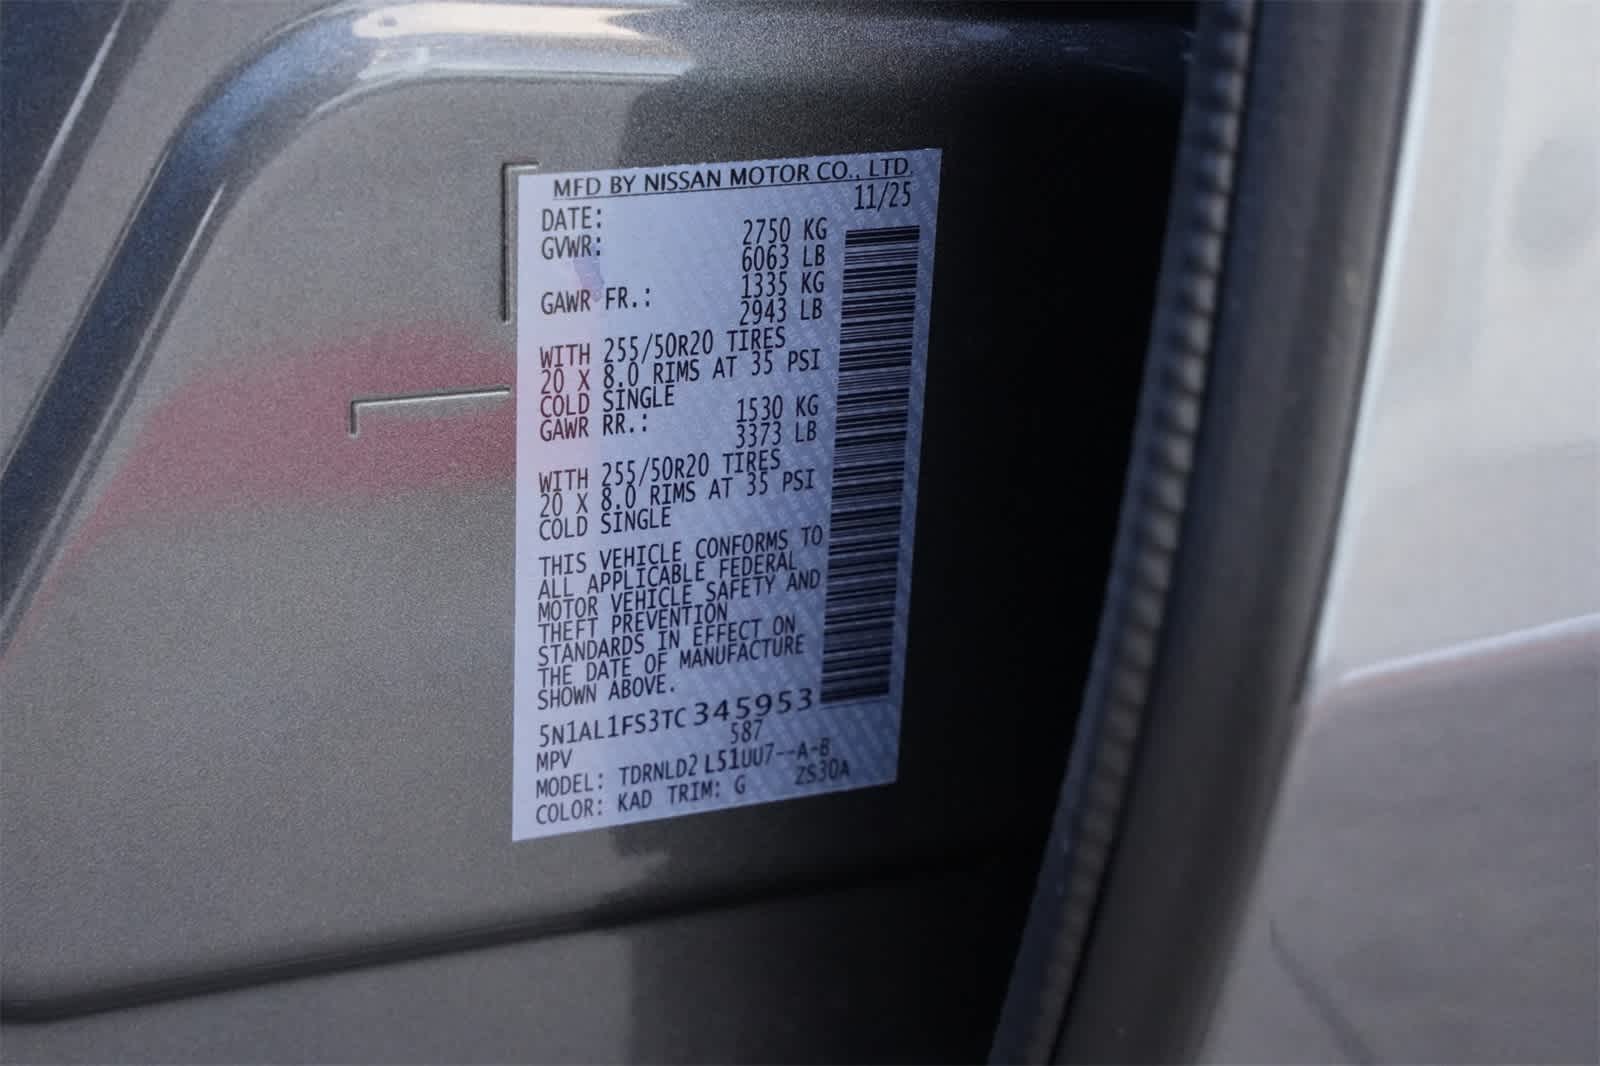 MFD BY NISSAN MOTOR CO., LTD.
DATE: 11/25
GVWR: 2750 KG
6063 LB
GAWR FR.: 1335 KG
2943 LB
WITH 255/50R20 TIRES
20 X 8.0 RIMS AT 35 PSI
COLD SINGLE
GAWR RR.: 1530 KG
3373 LB
WITH 255/50R20 TIRES
20 X 8.0 RIMS AT 35 PSI
COLD SINGLE
THIS VEHICLE CONFORMS TO
ALL APPLICABLE FEDERAL
MOTOR VEHICLE SAFETY AND
THEFT PREVENTION
STANDARDS IN EFFECT ON
THE DATE OF MANUFACTURE
SHOWN ABOVE.
5N1AL1FS3TC345953
MPV 587
MODEL: TDRNLD2 L51UU7--A-B
COLOR: KAD TRIM: G ZS30A